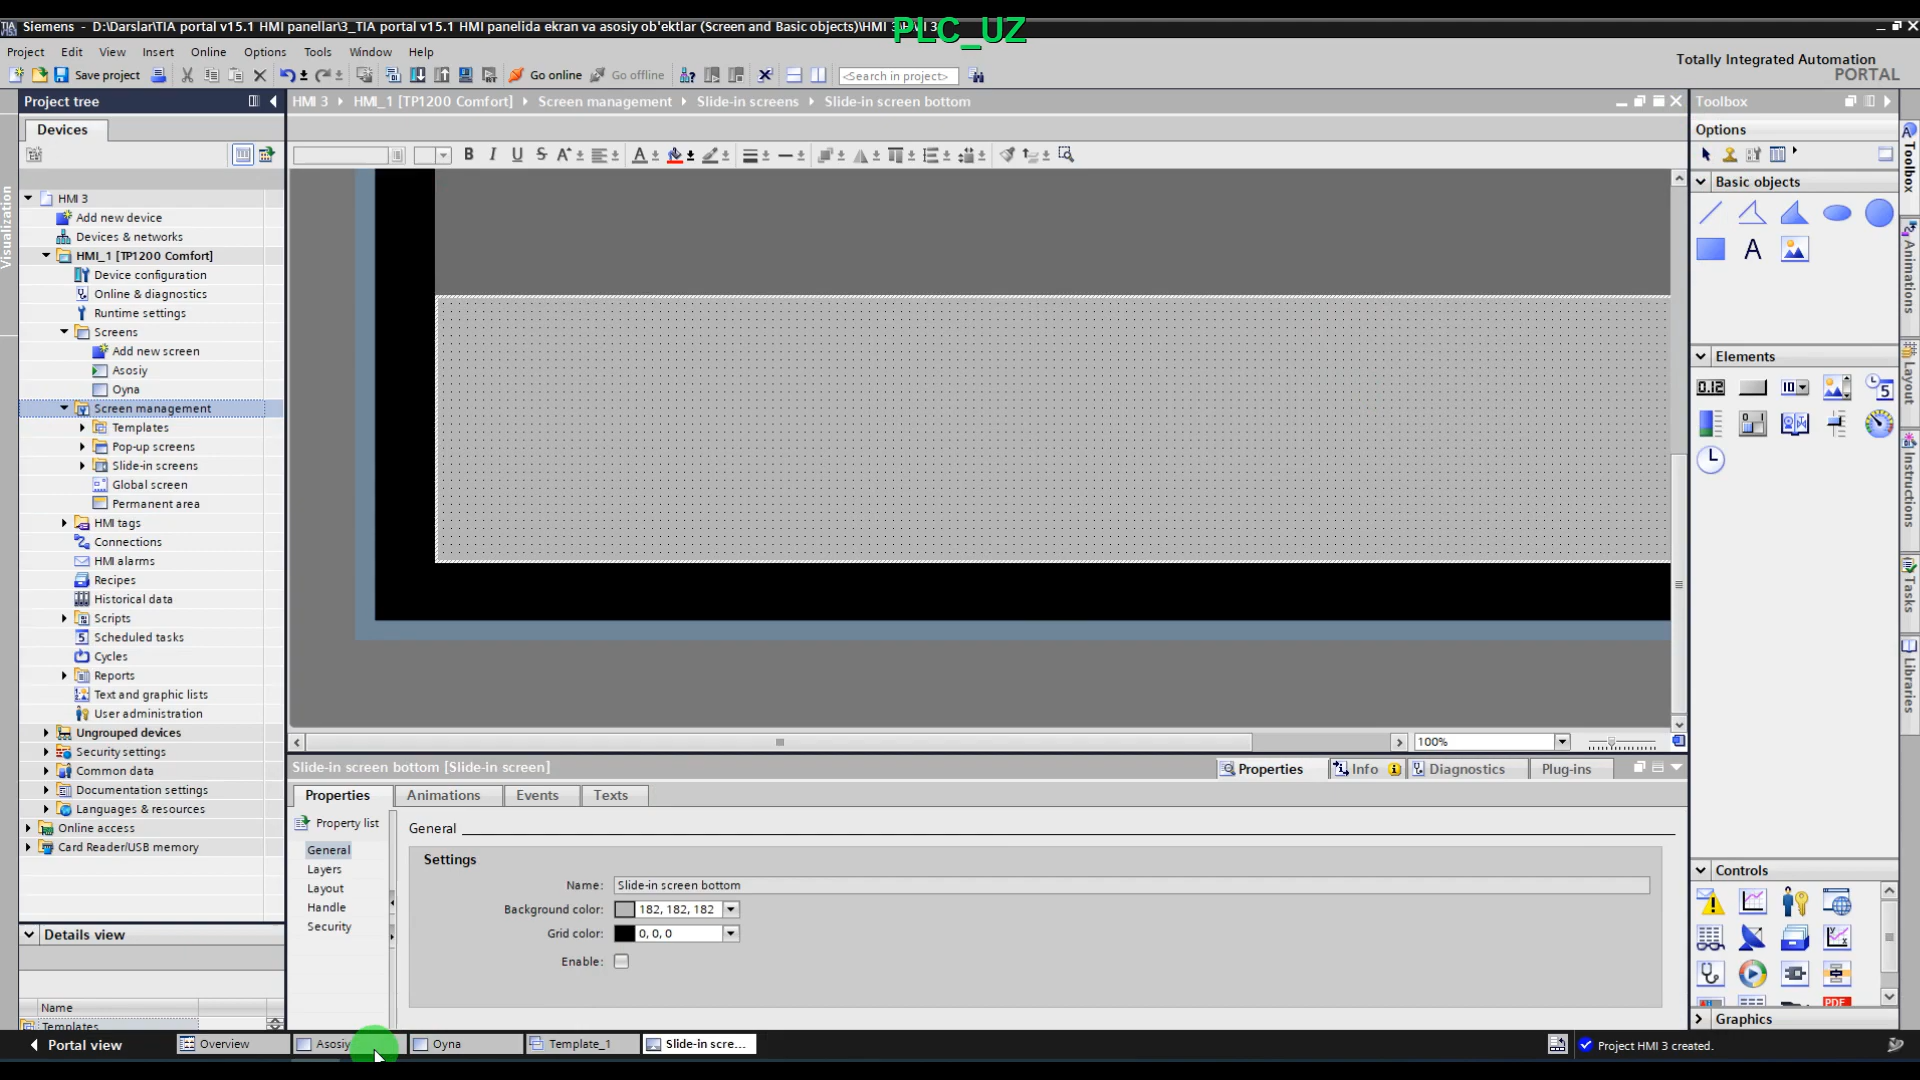 Siemens - D:\Darslar\TIA portal v15.1 HMI panellar\3_TIA portal v15.1 HMI panelida ekran va asosiy ob'ektlar (Screen and Basic objects)\HMI 3\HMI 3
PLC_UZ
Project Edit View Insert Online Options Tools Window Help
Totally Integrated Automation
PORTAL
Save project Go online Go offline <Search in project>
Project tree
HMI 3 HMI_1 [TP1200 Comfort] Screen management Slide-in screens Slide-in screen bottom
Toolbox
Devices
Options
Basic objects
Elements
Controls
Graphics
Visualization
HMI 3
Add new device
Devices & networks
HMI_1 [TP1200 Comfort]
Device configuration
Online & diagnostics
Runtime settings
Screens
Add new screen
Asosiy
Oyna
Screen management
Templates
Pop-up screens
Slide-in screens
Global screen
Permanent area
HMI tags
Connections
HMI alarms
Recipes
Historical data
Scripts
Scheduled tasks
Cycles
Reports
Text and graphic lists
User administration
Ungrouped devices
Security settings
Common data
Documentation settings
Languages & resources
Online access
Card Reader/USB memory
Details view
Name
Templates
100%
Slide-in screen bottom [Slide-in screen]
Properties Info Diagnostics Plug-ins
Properties Animations Events Texts
Property list
General
Layers
Layout
Handle
Security
General
Settings
Name: Slide-in screen bottom
Background color: 182, 182, 182
Grid color: 0, 0, 0
Enable:
Toolbox
Animations
Layout
Instructions
Tasks
Libraries
Portal view Overview Asosiy Oyna Template_1 Slide-in scre...
Project HMI 3 created.